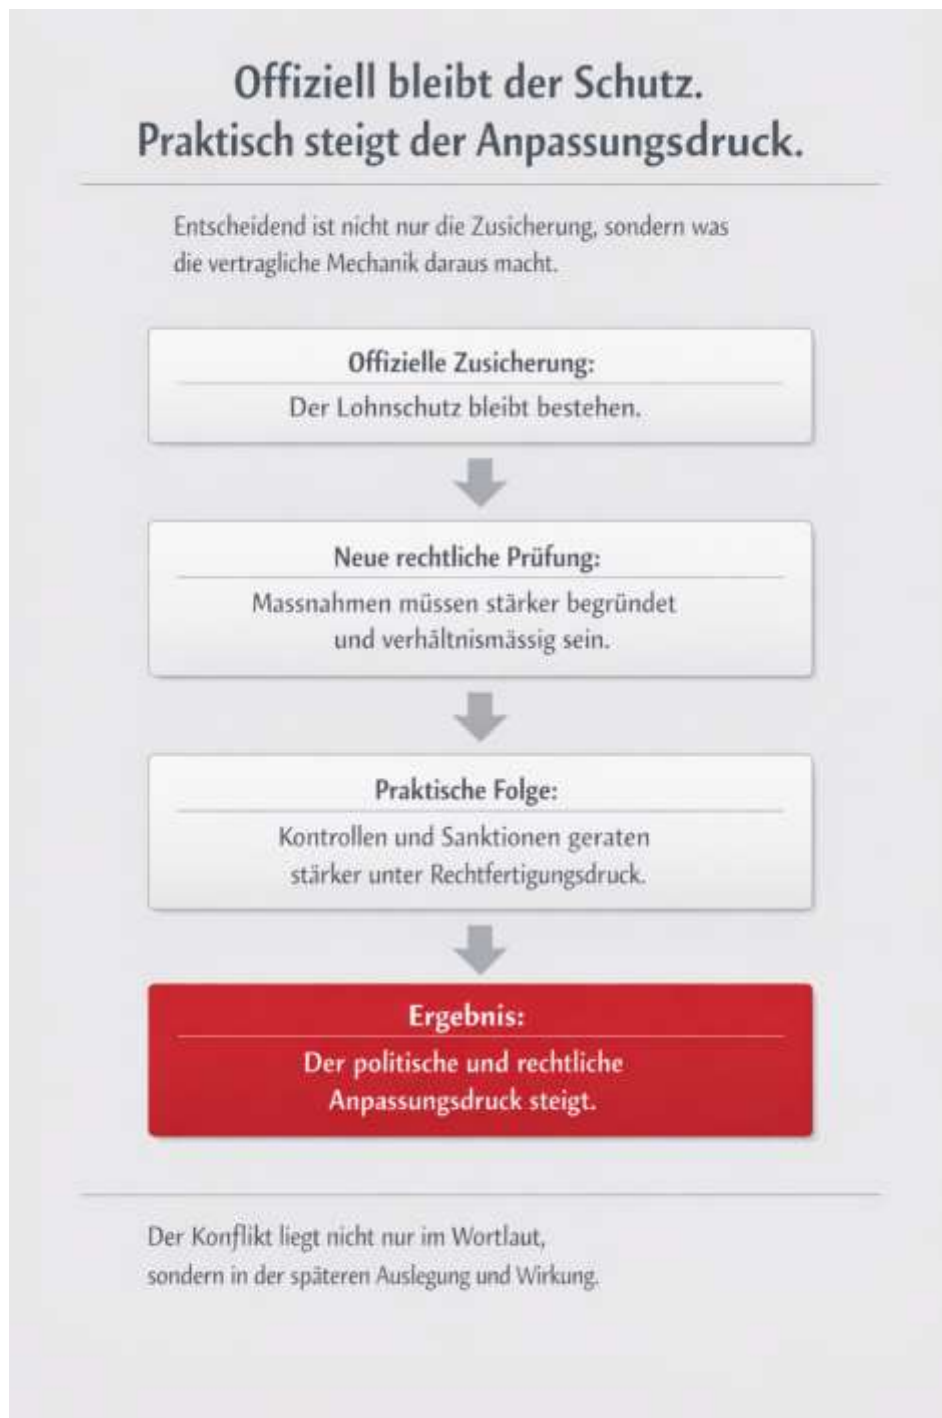 Offiziell bleibt der Schutz.
Praktisch steigt der Anpassungsdruck.
Entscheidend ist nicht nur die Zusicherung, sondern was
die vertragliche Mechanik daraus macht.
Offizielle Zusicherung:
Der Lohnschutz bleibt bestehen.
Neue rechtliche Prüfung:
Massnahmen müssen stärker begründet
und verhältnismässig sein.
Praktische Folge:
Kontrollen und Sanktionen geraten
stärker unter Rechtfertigungsdruck.
Ergebnis:
Der politische und rechtliche
Anpassungsdruck steigt.
Der Konflikt liegt nicht nur im Wortlaut,
sondern in der späteren Auslegung und Wirkung.